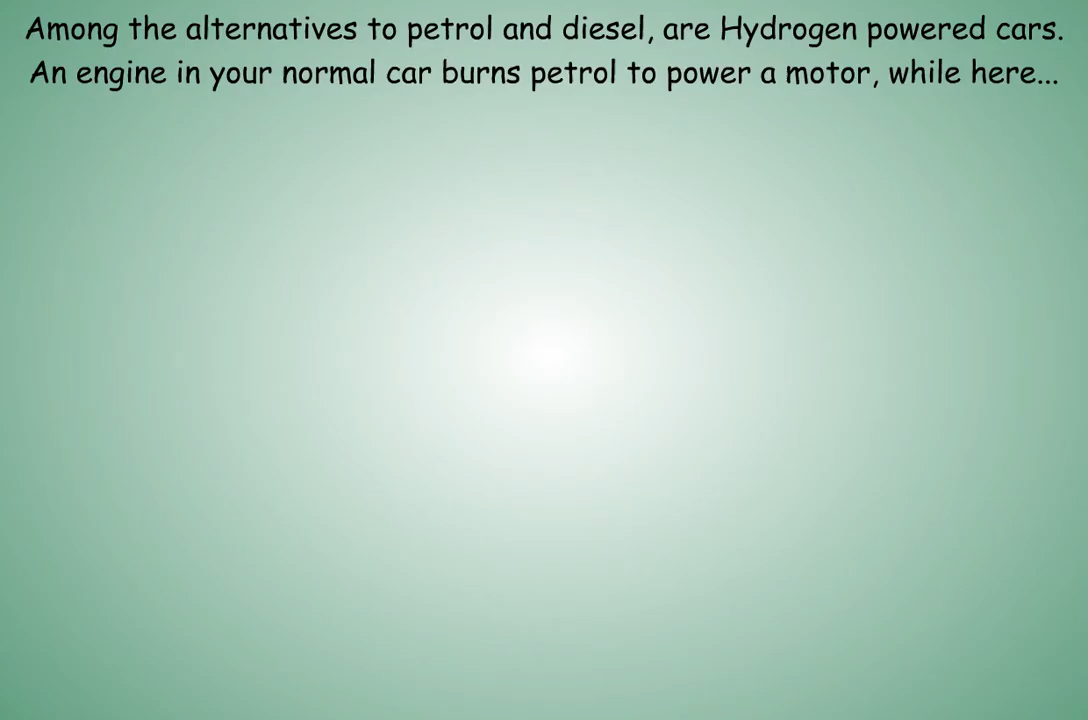 Among the alternatives to petrol and diesel, are Hydrogen powered cars.
An engine in your normal car burns petrol to power a motor, while here...